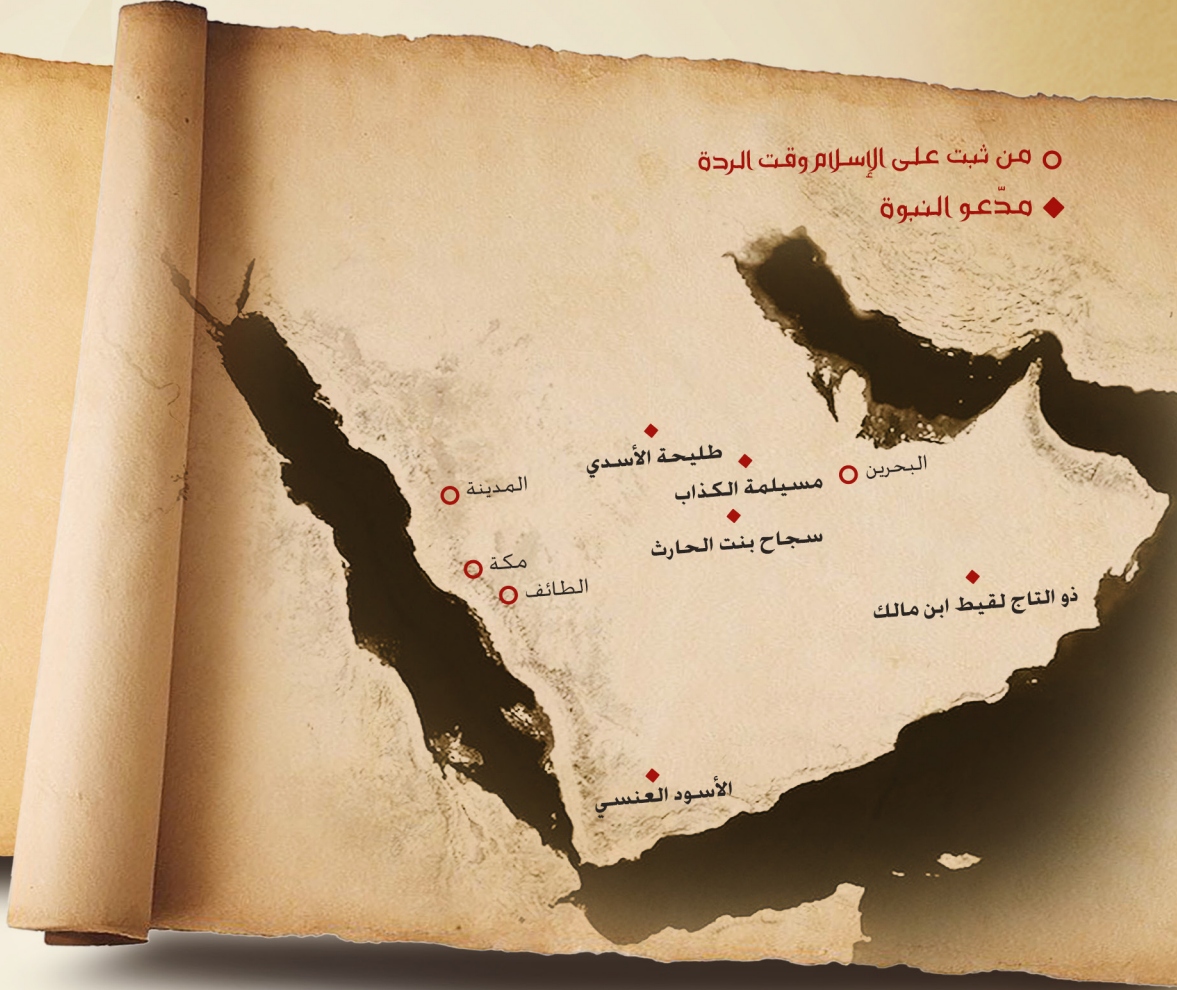 من ثبت على الإسلام وقت الردة
مدّعو النبوة
طليحة الأسدي
البحرين
مسيلمة الكذاب
المدينة
سجاح بنت الحارث
مكة
الطائف
ذو التاج لقيط ابن مالك
الأسود العنسي